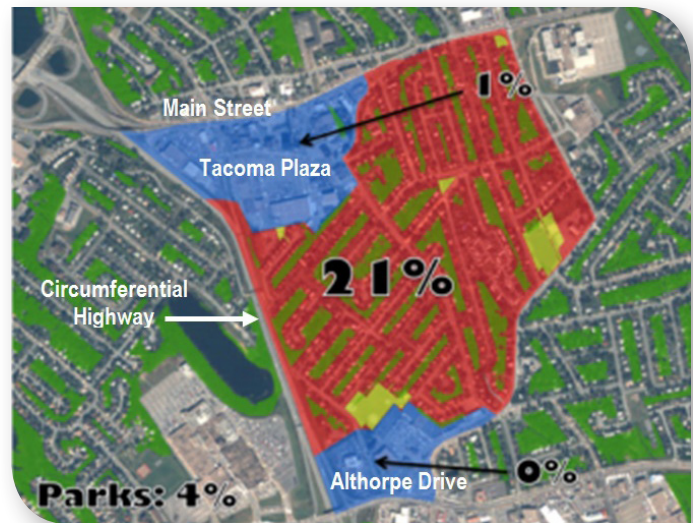 Main Street
1%
Tacoma Plaza
21%
Circumferential
Highway
Parks: 4%
Althorpe Drive
0%